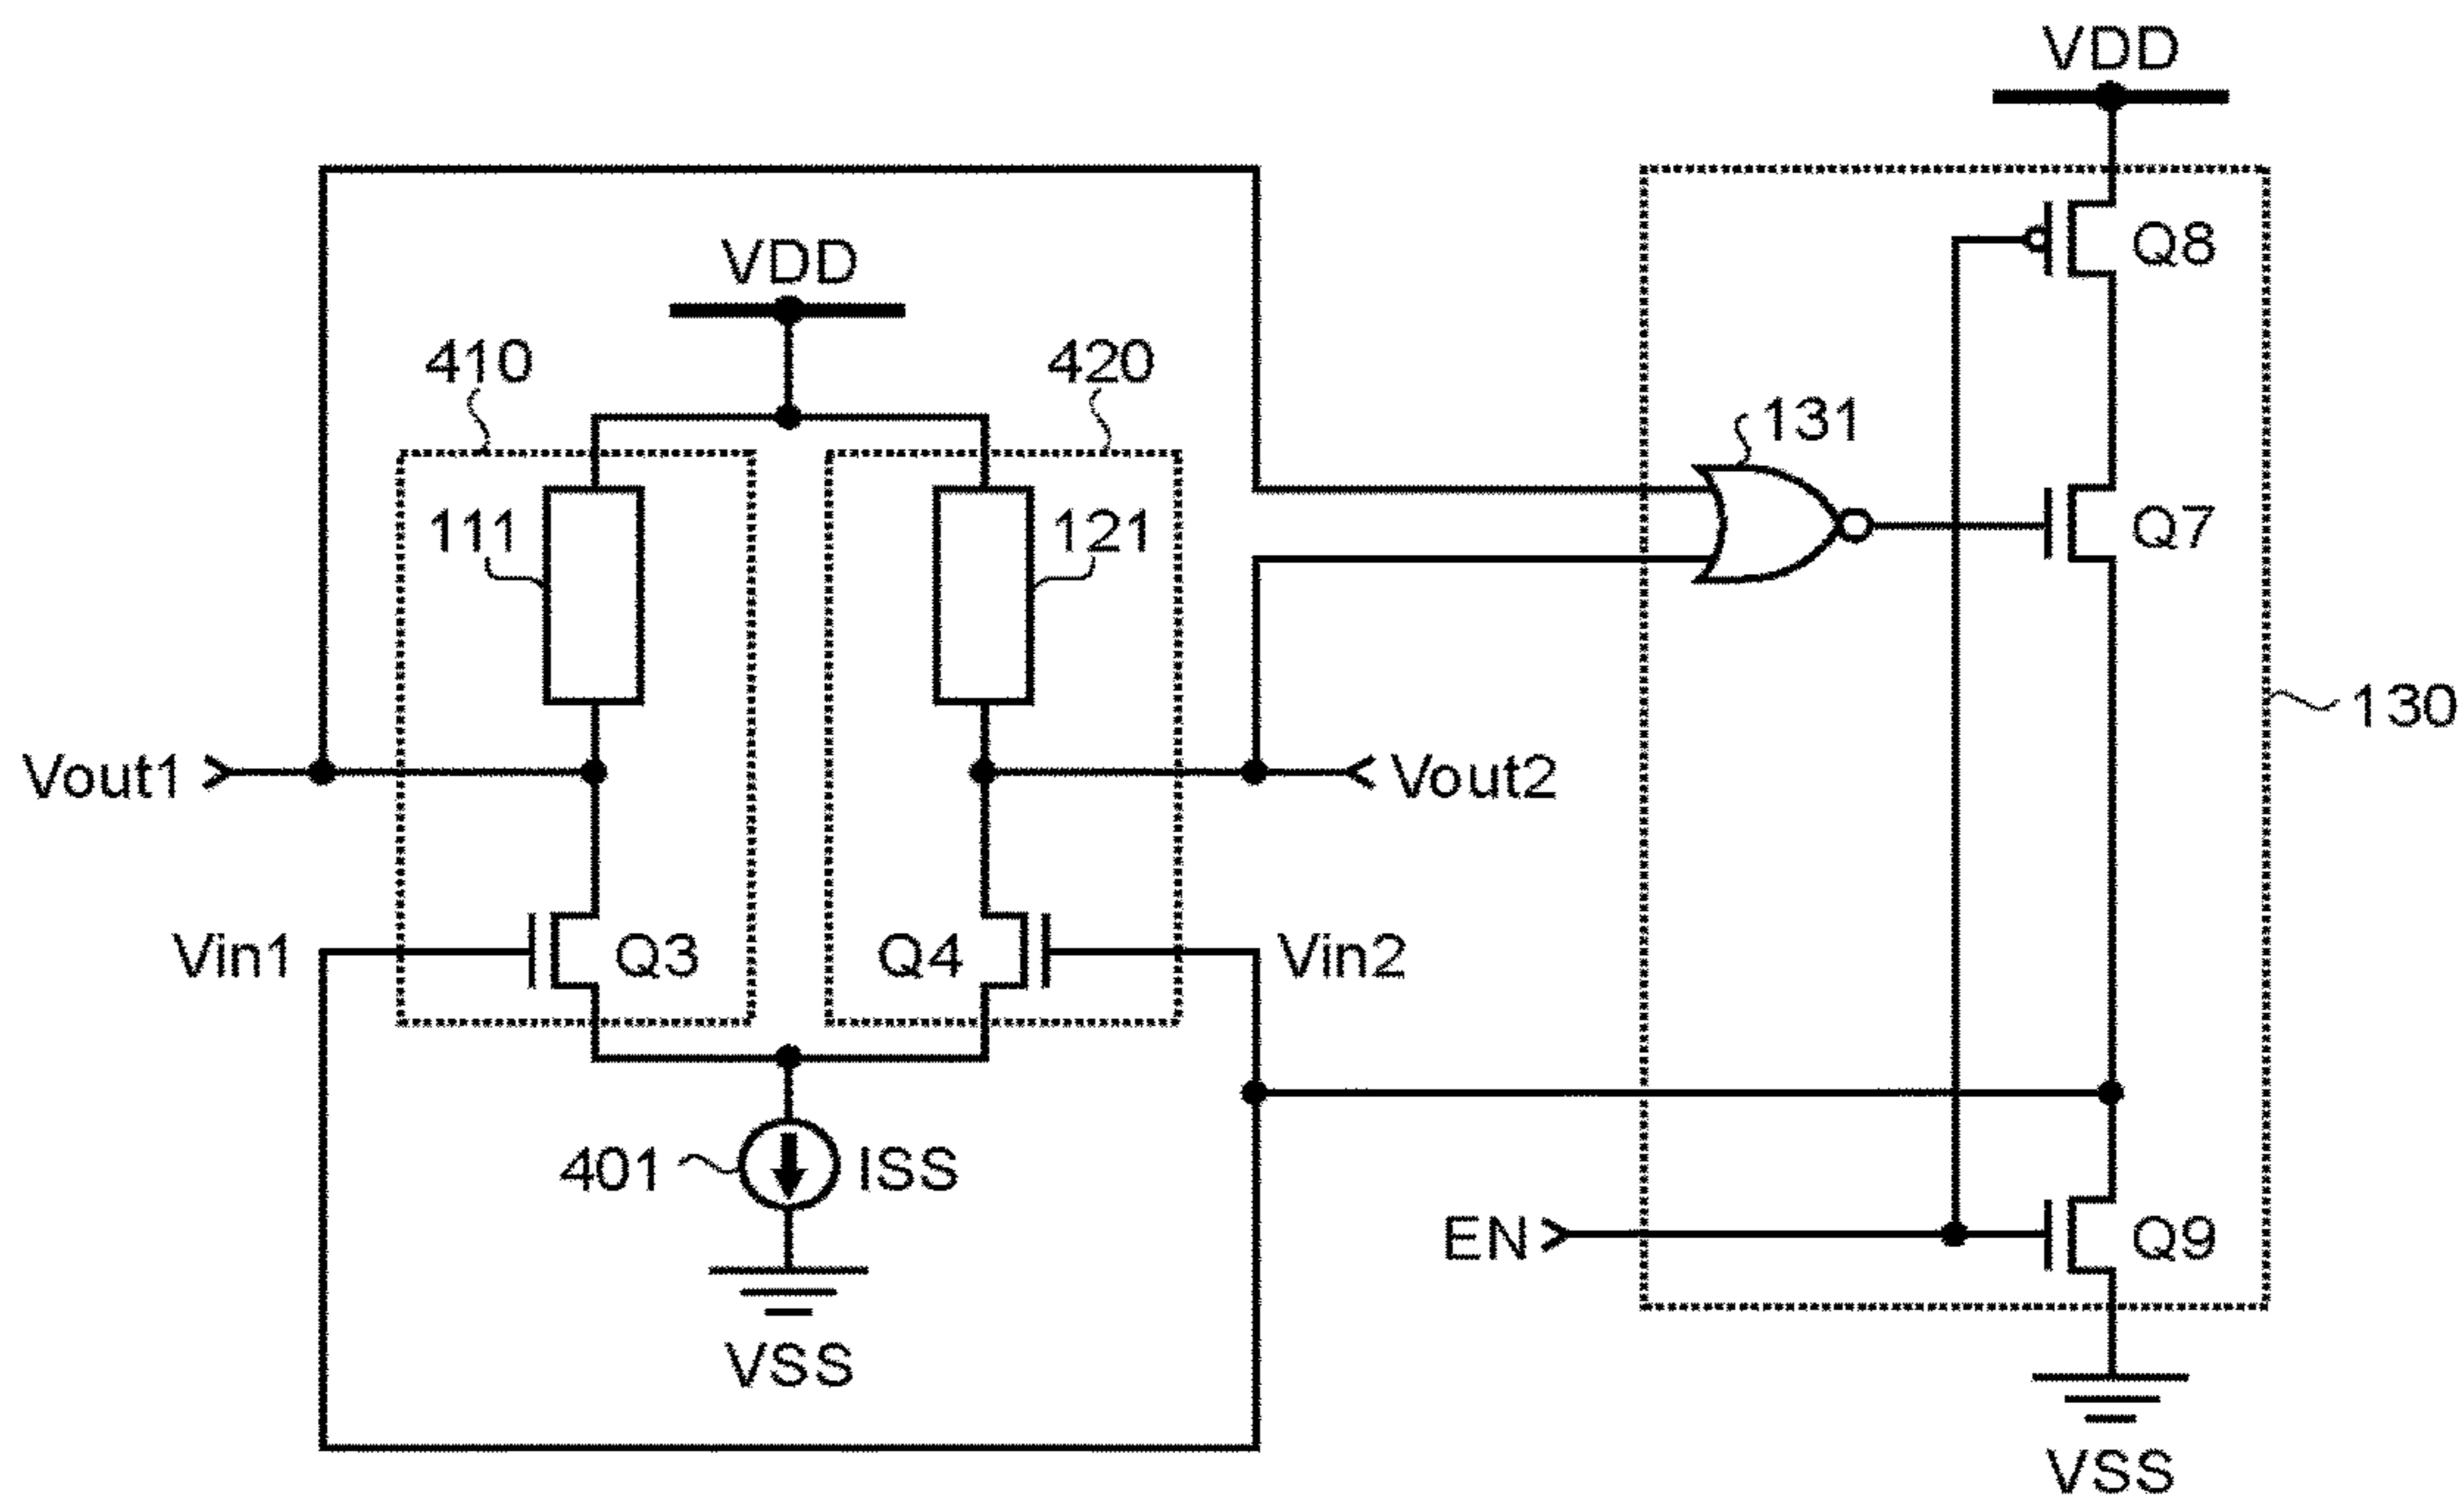 VDD
Q8
VDD
410
420
131
111
121
Q7
130
Vout1
Vout2
Vin1
Q3
Q4
Vin2
401
ISS
EN
Q9
VSS
VSS